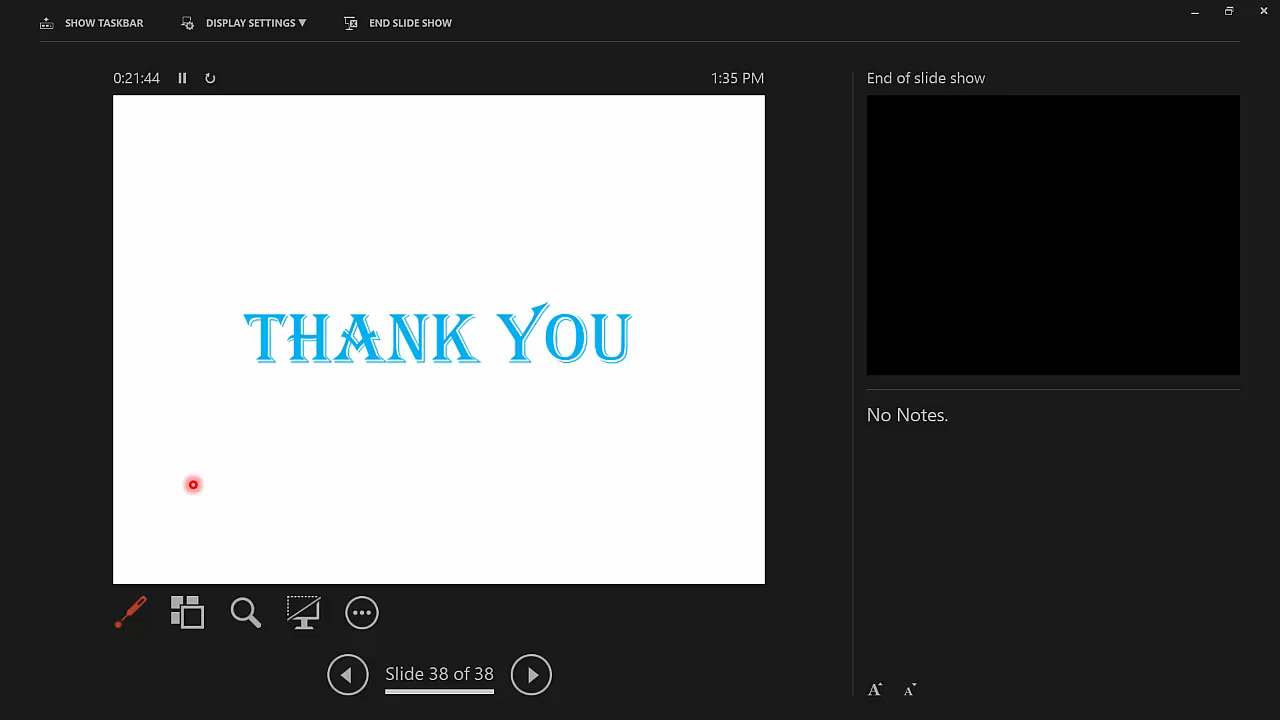 SHOW TASKBAR
DISPLAY SETTINGS ▼
END SLIDE SHOW
0:21:44
1:35 PM
End of slide show
THANK YOU
No Notes.
Slide 38 of 38
A A